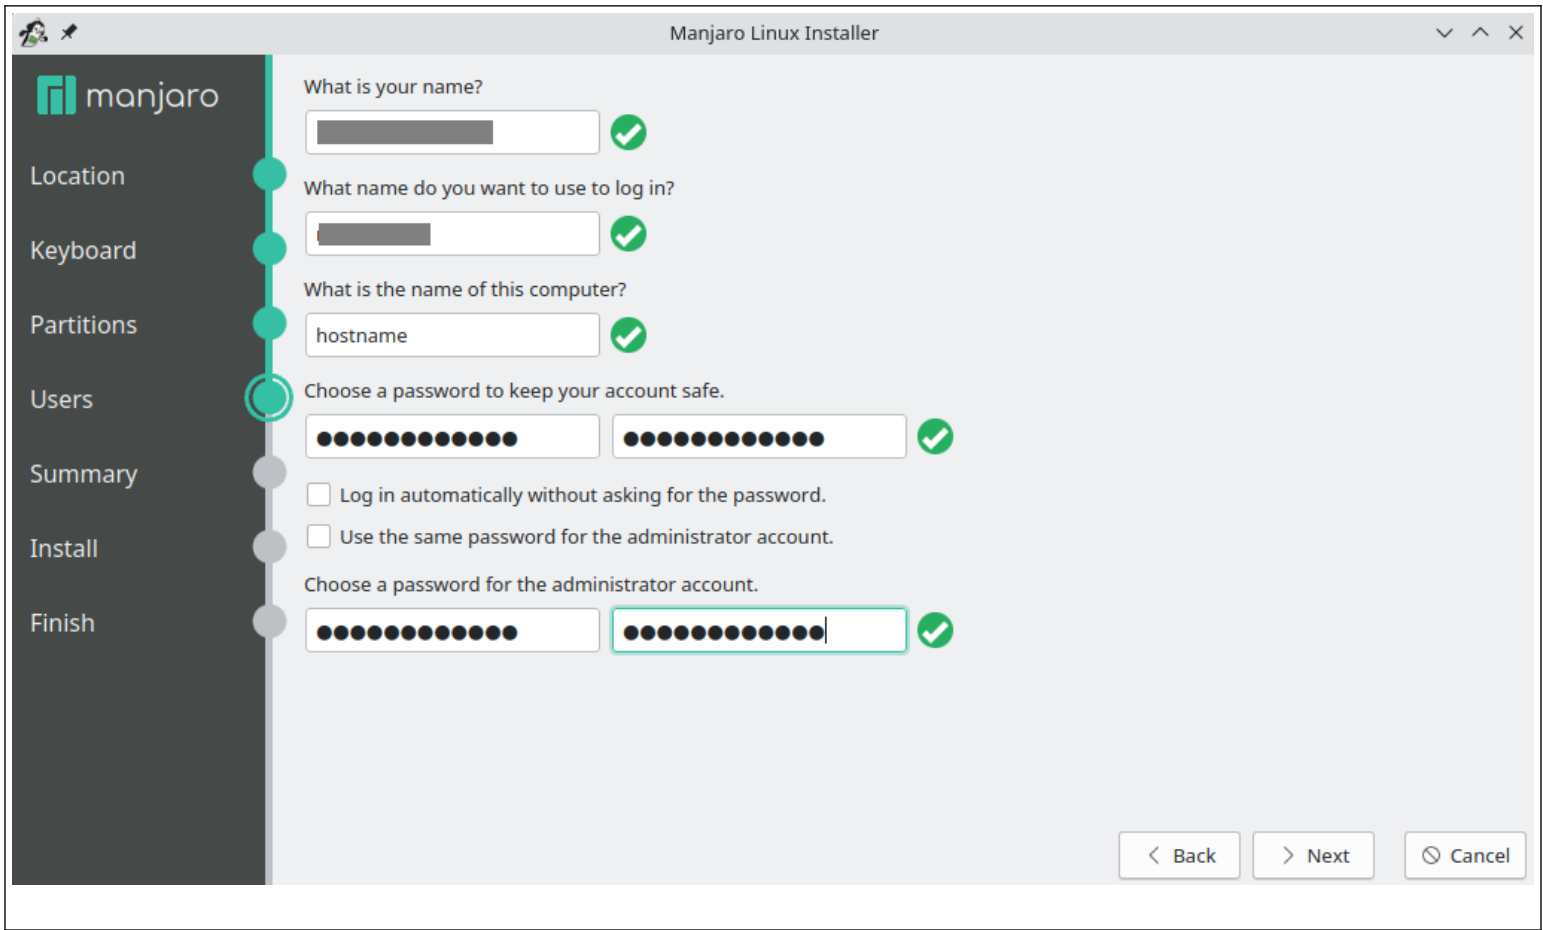 Manjaro Linux Installer
manjaro
Location
Keyboard
Partitions
Users
Summary
Install
Finish
What is your name?
What name do you want to use to log in?
What is the name of this computer?
hostname
Choose a password to keep your account safe.
●●●●●●●●●●●● ●●●●●●●●●●●●
Log in automatically without asking for the password.
Use the same password for the administrator account.
Choose a password for the administrator account.
●●●●●●●●●●●● ●●●●●●●●●●●●
Back Next Cancel